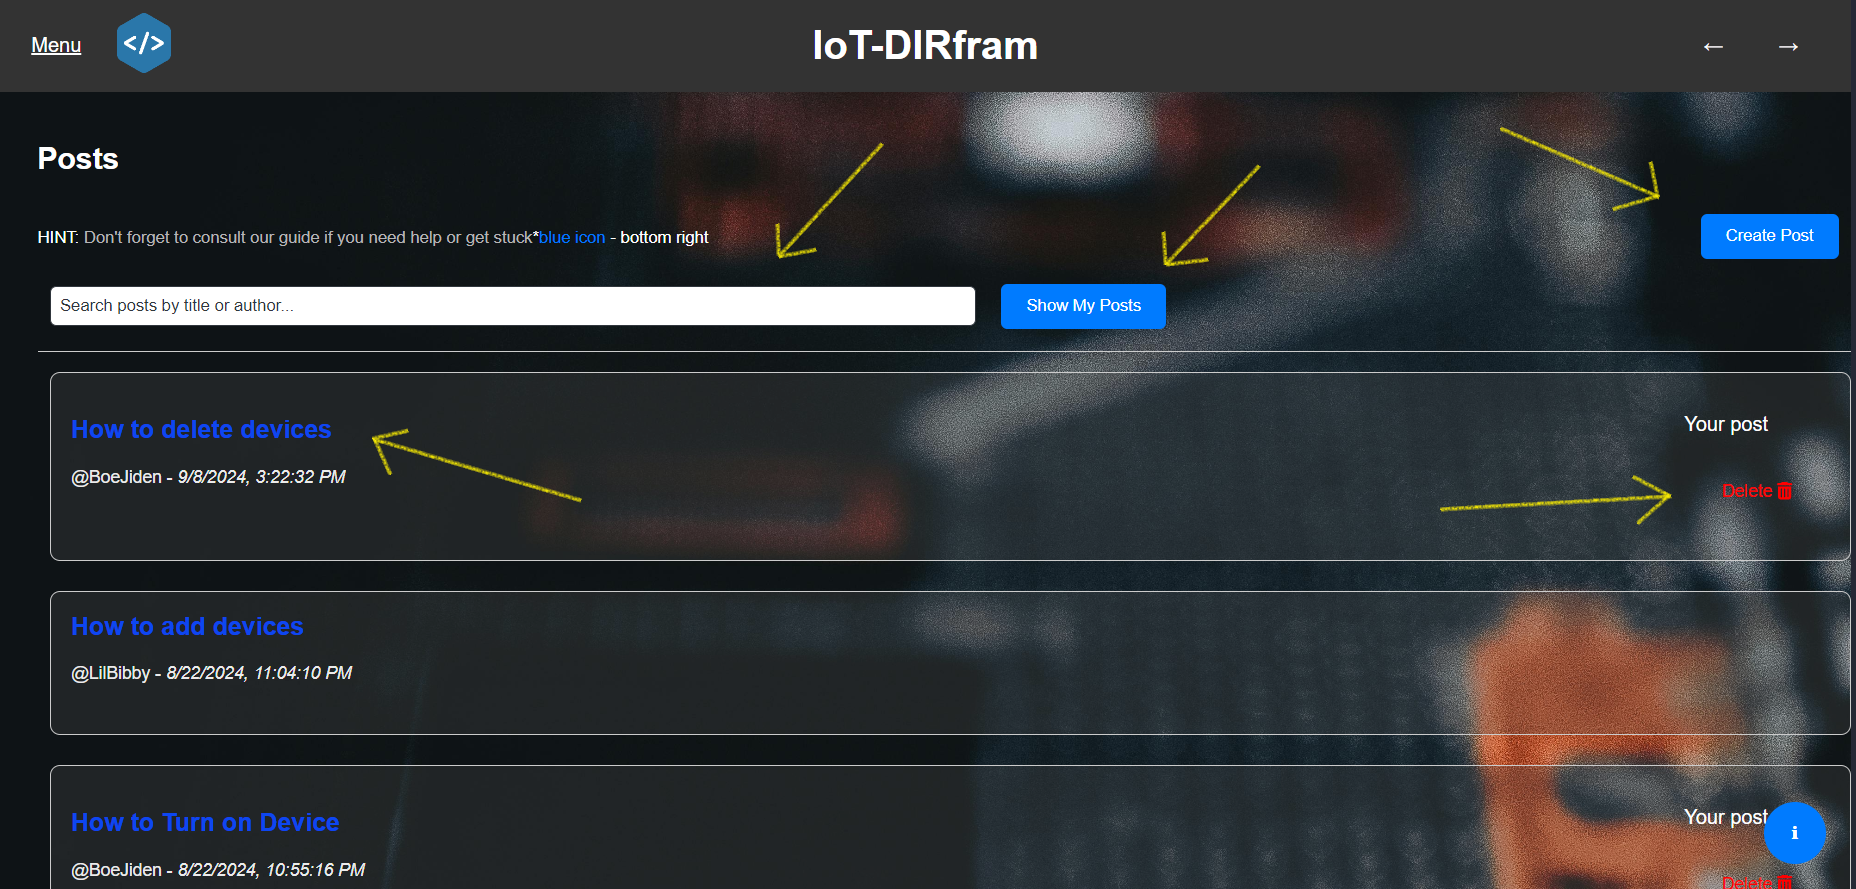 Menu </> IoT-DIRfram ← →
Posts
HINT: Don't forget to consult our guide if you need help or get stuck*blue icon - bottom right
Create Post
Search posts by title or author...
Show My Posts
How to delete devices
Your post
@BoeJiden - 9/8/2024, 3:22:32 PM
Delete
How to add devices
@LilBibby - 8/22/2024, 11:04:10 PM
How to Turn on Device
Your post
i
@BoeJiden - 8/22/2024, 10:55:16 PM
Delete